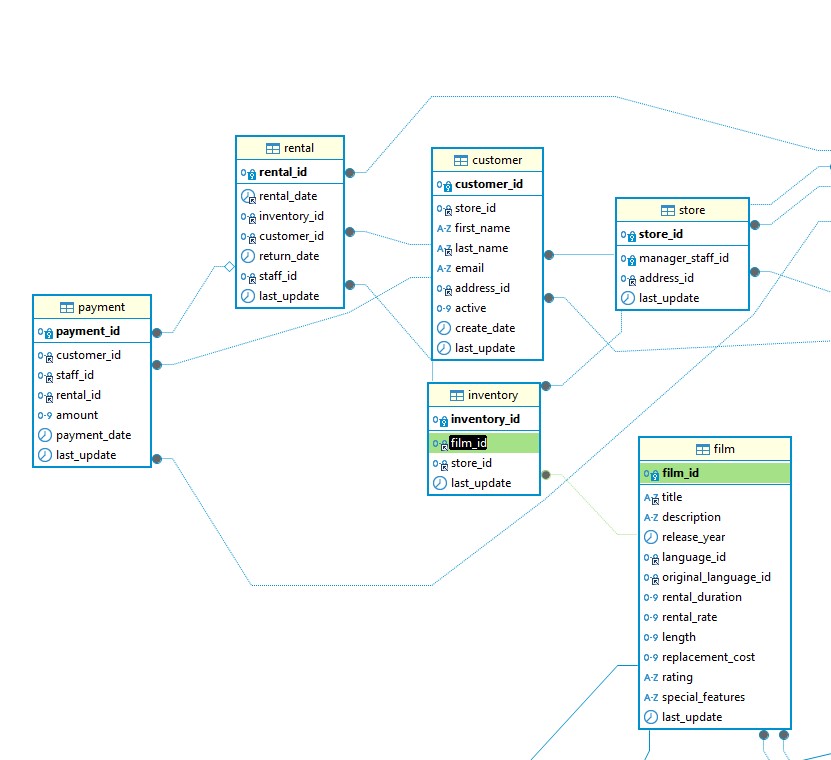 rental
rental_id
rental_date
inventory_id
customer_id
return_date
staff_id
last_update
customer
customer_id
store_id
first_name
last_name
email
address_id
active
create_date
last_update
store
store_id
manager_staff_id
address_id
last_update
payment
payment_id
customer_id
staff_id
rental_id
amount
payment_date
last_update
inventory
inventory_id
film_id
store_id
last_update
film
film_id
title
description
release_year
language_id
original_language_id
rental_duration
rental_rate
length
replacement_cost
rating
special_features
last_update